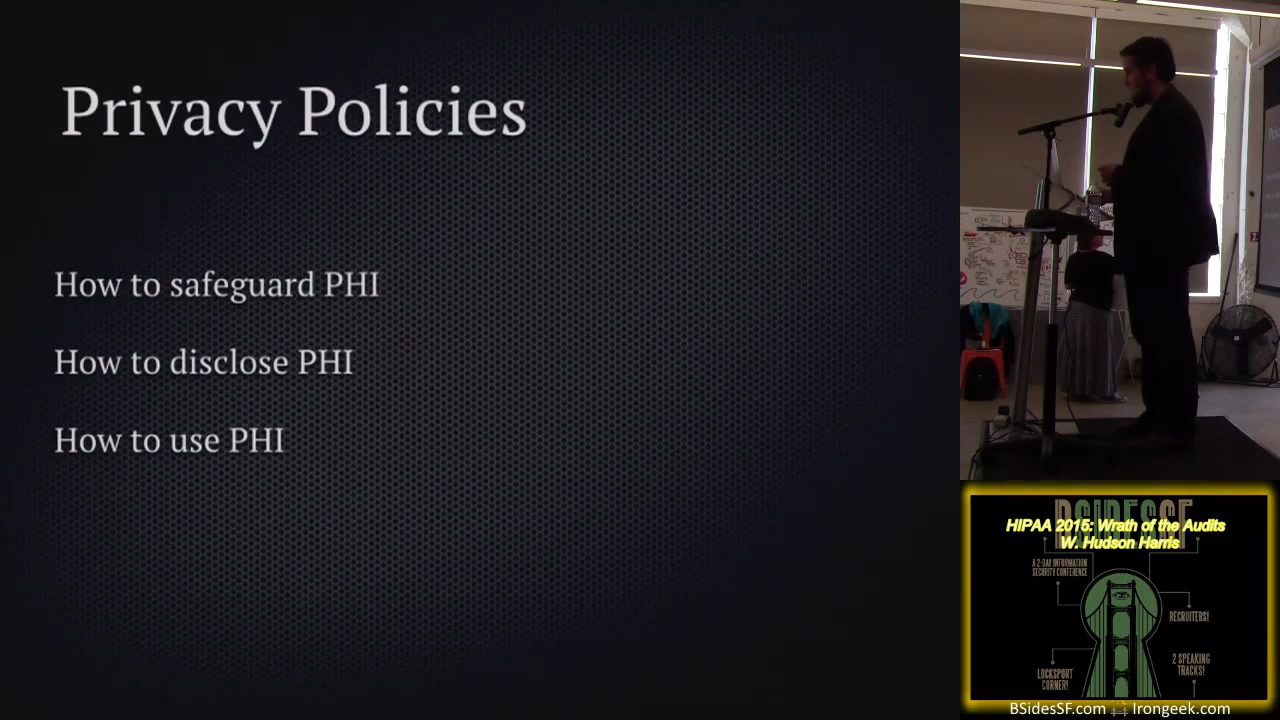 Privacy Policies
How to safeguard PHI
How to disclose PHI
How to use PHI
BSIDESSF
HIPAA 2015: Wrath of the Audits
W. Hudson Harris
A 2-DAY INFORMATION
SECURITY CONFERENCE
RECRUITERS!
2 SPEAKING
TRACKS!
LOCKSPORT
CORNER!
BSidesSF.com
Irongeek.com